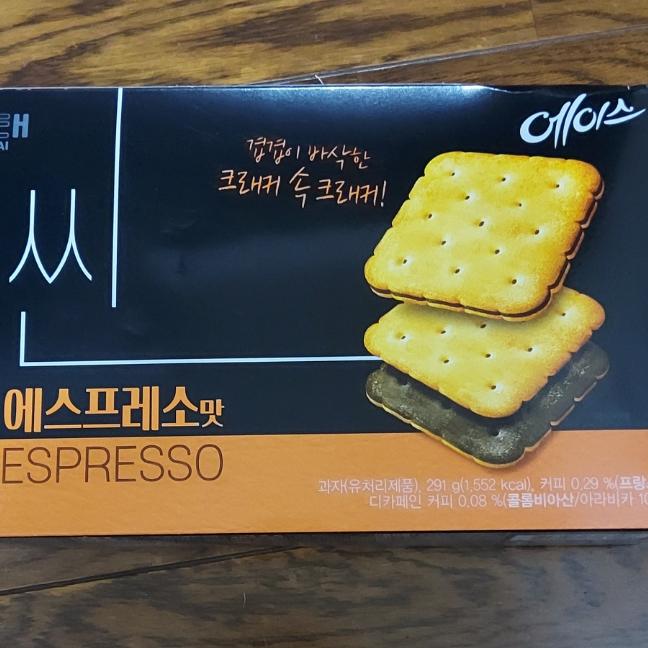 에이스
겹겹이 바삭한
크래커 속 크래커!
씬
에스프레소맛
ESPRESSO
과자(유처리제품), 291 g(1,552 kcal), 커피 0.29 %(프랑
디카페인 커피 0.08 %(콜롬비아산/아라비카 10